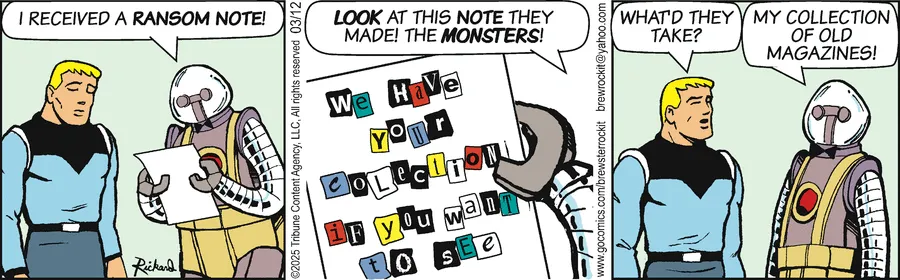 I RECEIVED A RANSOM NOTE!
Rickard
©2025 Tribune Content Agency, LLC, All rights reserved 03/12
LOOK AT THIS NOTE THEY
MADE! THE MONSTERS!
We HaVe
yoUr
coLeCtIoN
iF yOu waNT
TO sEe
www.gocomics.com/brewsterrockit brewrockit@yahoo.com
WHAT'D THEY
TAKE?
MY COLLECTION
OF OLD
MAGAZINES!